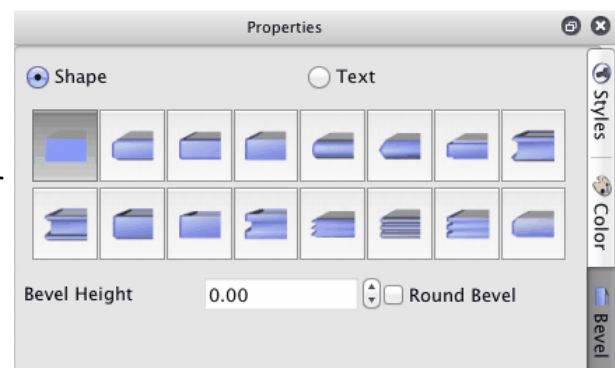 Properties
Shape
Text
Styles
Color
Bevel
Bevel Height
0.00
Round Bevel